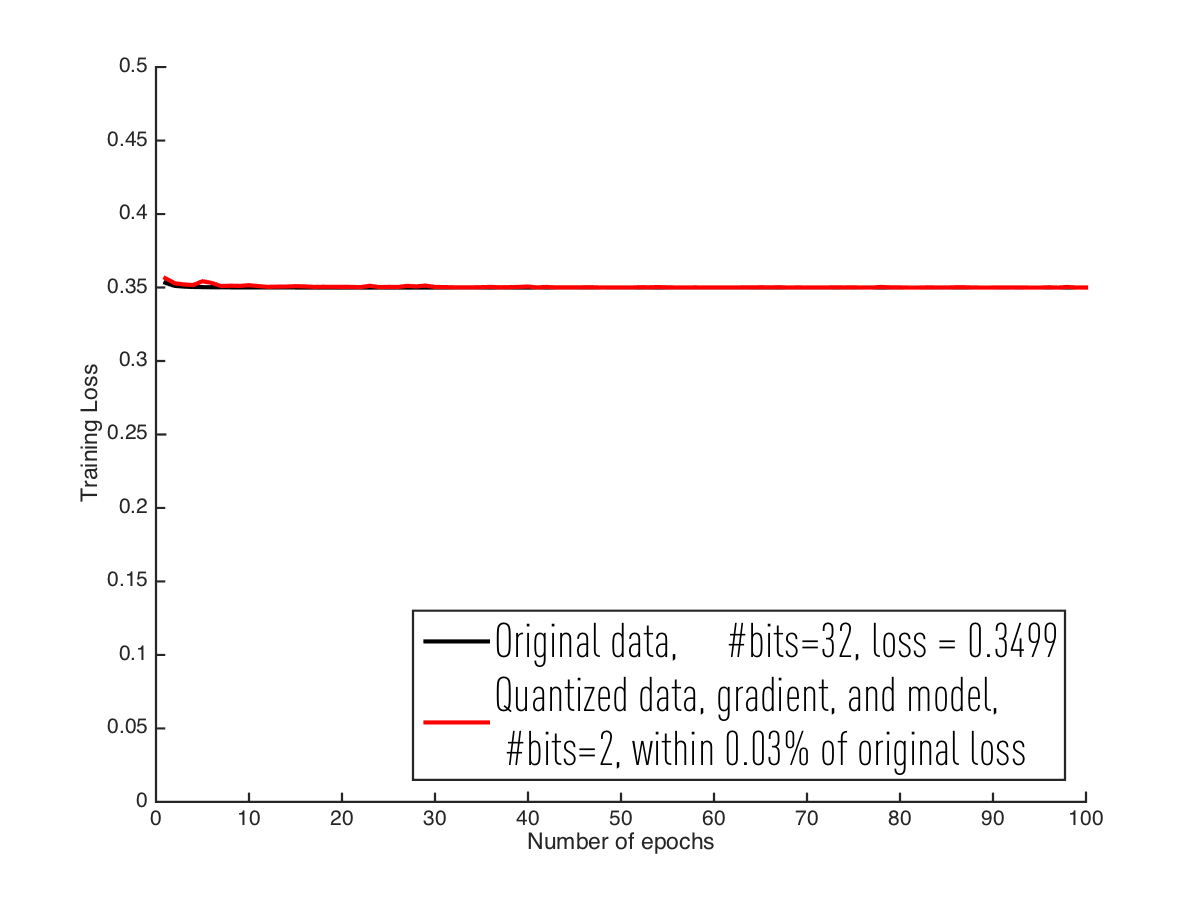 0.5
0.45
0.4
0.35
0.3
0.25
0.2
0.15
0.1
0.05
0
Training Loss
Original data, #bits=32, loss = 0.3499
Quantized data, gradient, and model,
#bits=2, within 0.03% of original loss
0 10 20 30 40 50 60 70 80 90 100
Number of epochs